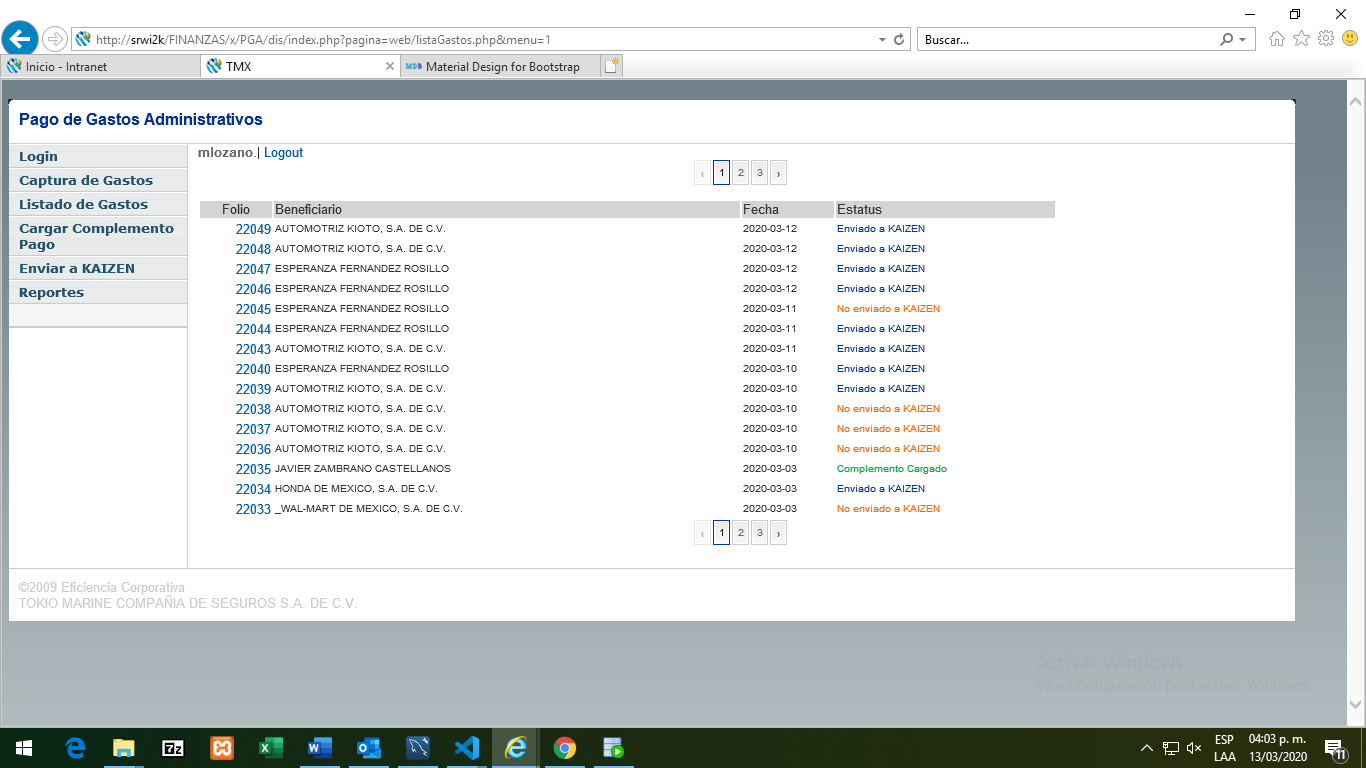 http://srwi2k/FINANZAS/x/PGA/dis/index.php?pagina=web/listaGastos.php&menu=1
Buscar...
Inicio - Intranet
TMX
MDB Material Design for Bootstrap
Pago de Gastos Administrativos
Login
Captura de Gastos
Listado de Gastos
Cargar Complemento
Pago
Enviar a KAIZEN
Reportes
mlozano.| Logout
‹ 1 2 3 ›
Folio Beneficiario Fecha Estatus
22049 AUTOMOTRIZ KIOTO, S.A. DE C.V. 2020-03-12 Enviado a KAIZEN
22048 AUTOMOTRIZ KIOTO, S.A. DE C.V. 2020-03-12 Enviado a KAIZEN
22047 ESPERANZA FERNANDEZ ROSILLO 2020-03-12 Enviado a KAIZEN
22046 ESPERANZA FERNANDEZ ROSILLO 2020-03-12 Enviado a KAIZEN
22045 ESPERANZA FERNANDEZ ROSILLO 2020-03-11 No enviado a KAIZEN
22044 ESPERANZA FERNANDEZ ROSILLO 2020-03-11 Enviado a KAIZEN
22043 AUTOMOTRIZ KIOTO, S.A. DE C.V. 2020-03-11 Enviado a KAIZEN
22040 ESPERANZA FERNANDEZ ROSILLO 2020-03-10 Enviado a KAIZEN
22039 AUTOMOTRIZ KIOTO, S.A. DE C.V. 2020-03-10 Enviado a KAIZEN
22038 AUTOMOTRIZ KIOTO, S.A. DE C.V. 2020-03-10 No enviado a KAIZEN
22037 AUTOMOTRIZ KIOTO, S.A. DE C.V. 2020-03-10 No enviado a KAIZEN
22036 AUTOMOTRIZ KIOTO, S.A. DE C.V. 2020-03-10 No enviado a KAIZEN
22035 JAVIER ZAMBRANO CASTELLANOS 2020-03-03 Complemento Cargado
22034 HONDA DE MEXICO, S.A. DE C.V. 2020-03-03 Enviado a KAIZEN
22033 _WAL-MART DE MEXICO, S.A. DE C.V. 2020-03-03 No enviado a KAIZEN
‹ 1 2 3 ›
©2009 Eficiencia Corporativa
TOKIO MARINE COMPAÑIA DE SEGUROS S.A. DE C.V.
Activar Windows
Ve a Configuración para activar Windows.
7z
ESP
LAA
04:03 p. m.
13/03/2020
11